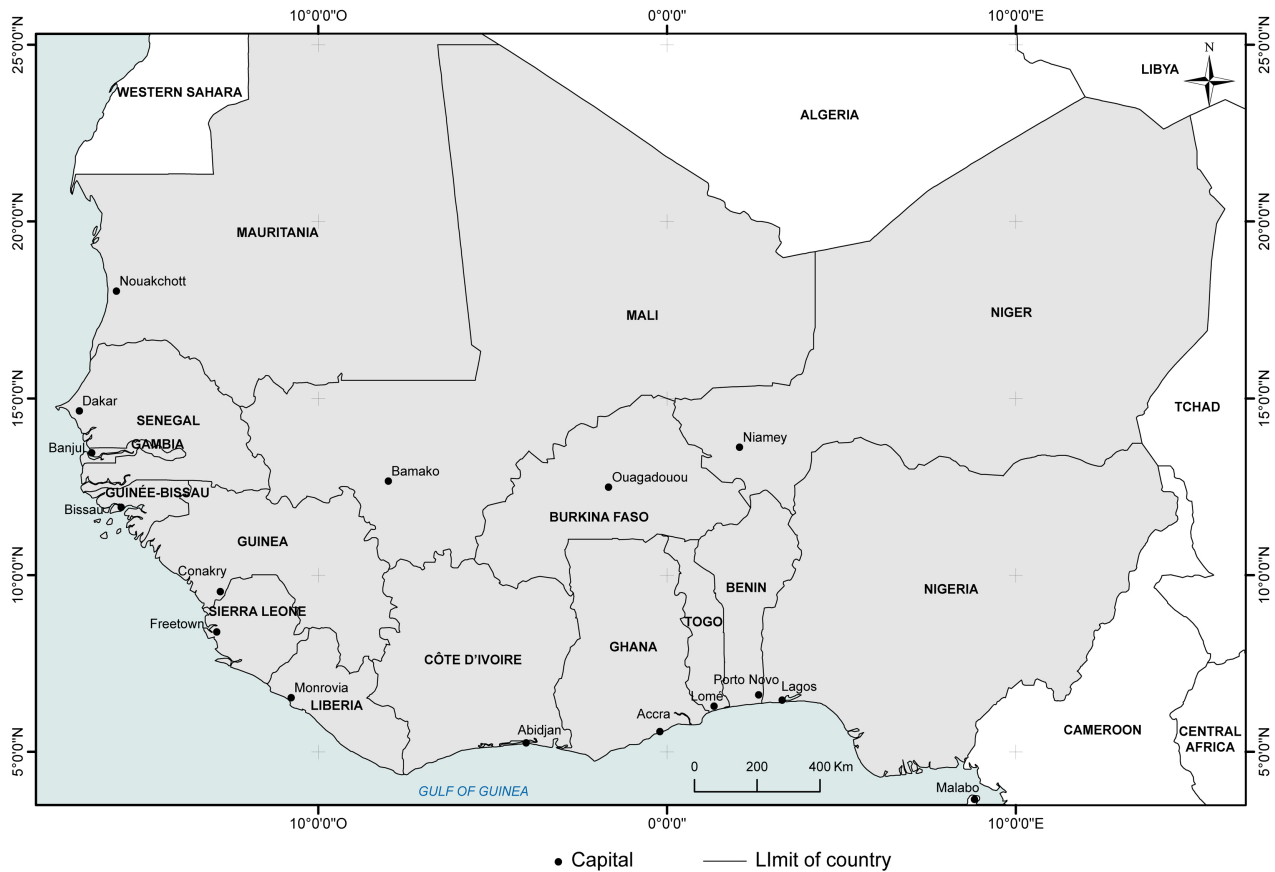 10°0'0"O
0°0'0"
10°0'0"E
25°0'0"N
25°0'0"N
N
LIBYA
WESTERN SAHARA
ALGERIA
20°0'0"N
20°0'0"N
MAURITANIA
Nouakchott
MALI
NIGER
15°0'0"N
15°0'0"N
Dakar
TCHAD
SENEGAL
Niamey
Banjul
GAMBIA
Bamako
Ouagadouou
GUINÉE-BISSAU
Bissau
BURKINA FASO
GUINEA
Conakry
10°0'0"N
10°0'0"N
BENIN
NIGERIA
SIERRA LEONE
Freetown
TOGO
GHANA
CÔTE D'IVOIRE
Porto Novo
Monrovia
Lagos
Lomé
LIBERIA
Accra
Abidjan
CAMEROON
CENTRAL
AFRICA
5°0'0"N
5°0'0"N
0 200 400 Km
GULF OF GUINEA
Malabo
10°0'0"O
0°0'0"
10°0'0"E
Capital
LImit of country